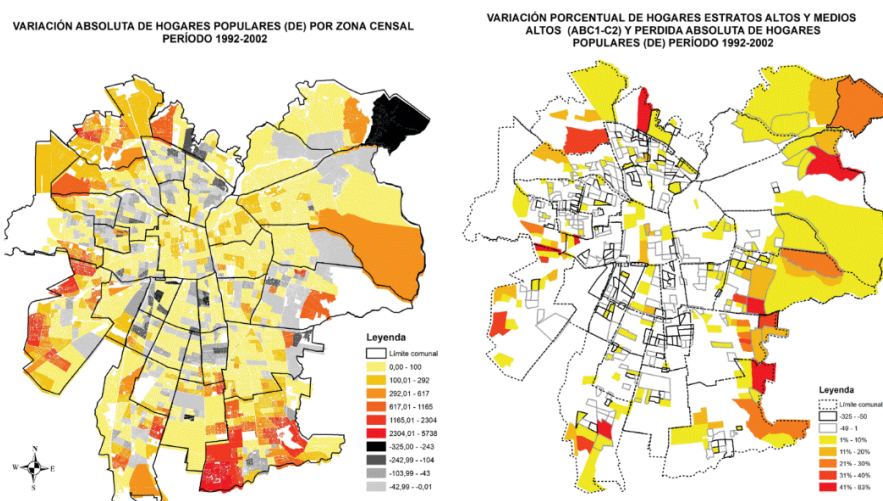 VARIACIÓN ABSOLUTA DE HOGARES POPULARES (DE) POR ZONA CENSAL
PERÍODO 1992-2002
Leyenda
Límite comunal
0,00 - 100
100,01 - 292
292,01 - 617
617,01 - 1165
1165,01 - 2304
2304,01 - 5738
-325,00 - -243
-242,99 - -104
-103,99 - -43
-42,99 - -0,01
N
W E
S
VARIACIÓN PORCENTUAL DE HOGARES ESTRATOS ALTOS Y MEDIOS
ALTOS (ABC1-C2) Y PERDIDA ABSOLUTA DE HOGARES
POPULARES (DE) PERÍODO 1992-2002
Leyenda
Límite comunal
-325 - -50
-49 - 1
1% - 10%
11% - 20%
21% - 30%
31% - 40%
41% - 83%